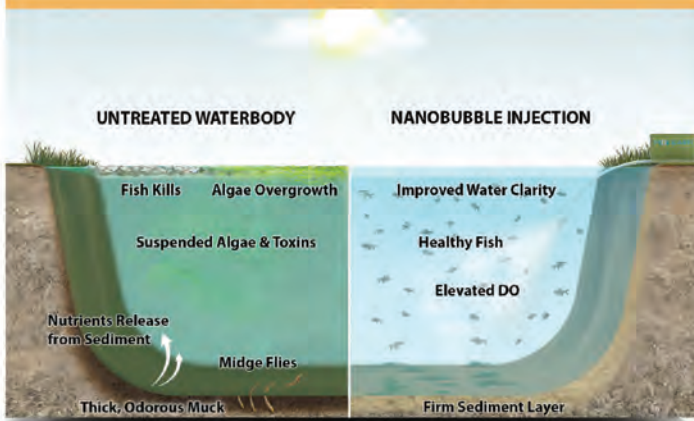 UNTREATED WATERBODY
NANOBUBBLE INJECTION
Fish Kills
Algae Overgrowth
Improved Water Clarity
Suspended Algae & Toxins
Healthy Fish
Elevated DO
Nutrients Release
from Sediment
Midge Flies
Thick, Odorous Muck
Firm Sediment Layer